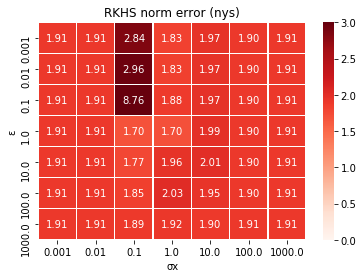 RKHS norm error (nys)
ε
0.001 1.91 1.91 2.84 1.83 1.97 1.90 1.91
0.01 1.91 1.91 2.96 1.83 1.97 1.90 1.91
0.1 1.91 1.91 8.76 1.88 1.97 1.90 1.91
1.0 1.91 1.91 1.70 1.70 1.99 1.90 1.91
10.0 1.91 1.91 1.77 1.96 2.01 1.90 1.91
100.0 1.91 1.91 1.85 2.03 1.95 1.90 1.91
1000.0 1.91 1.91 1.89 1.92 1.90 1.91 1.91
0.001 0.01 0.1 1.0 10.0 100.0 1000.0
σx
3.0
2.5
2.0
1.5
1.0
0.5
0.0